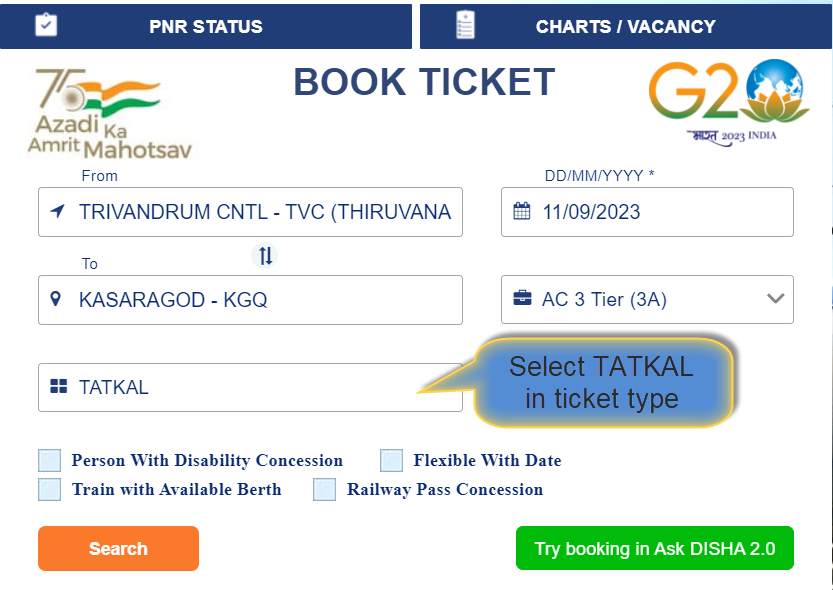 PNR STATUS
CHARTS / VACANCY
75
Azadi Ka
Amrit Mahotsav
BOOK TICKET
G20
भारत 2023 INDIA
From
DD/MM/YYYY *
TRIVANDRUM CNTL - TVC (THIRUVANA
11/09/2023
To
KASARAGOD - KGQ
AC 3 Tier (3A)
TATKAL
Select TATKAL
in ticket type
Person With Disability Concession
Flexible With Date
Train with Available Berth
Railway Pass Concession
Search
Try booking in Ask DISHA 2.0